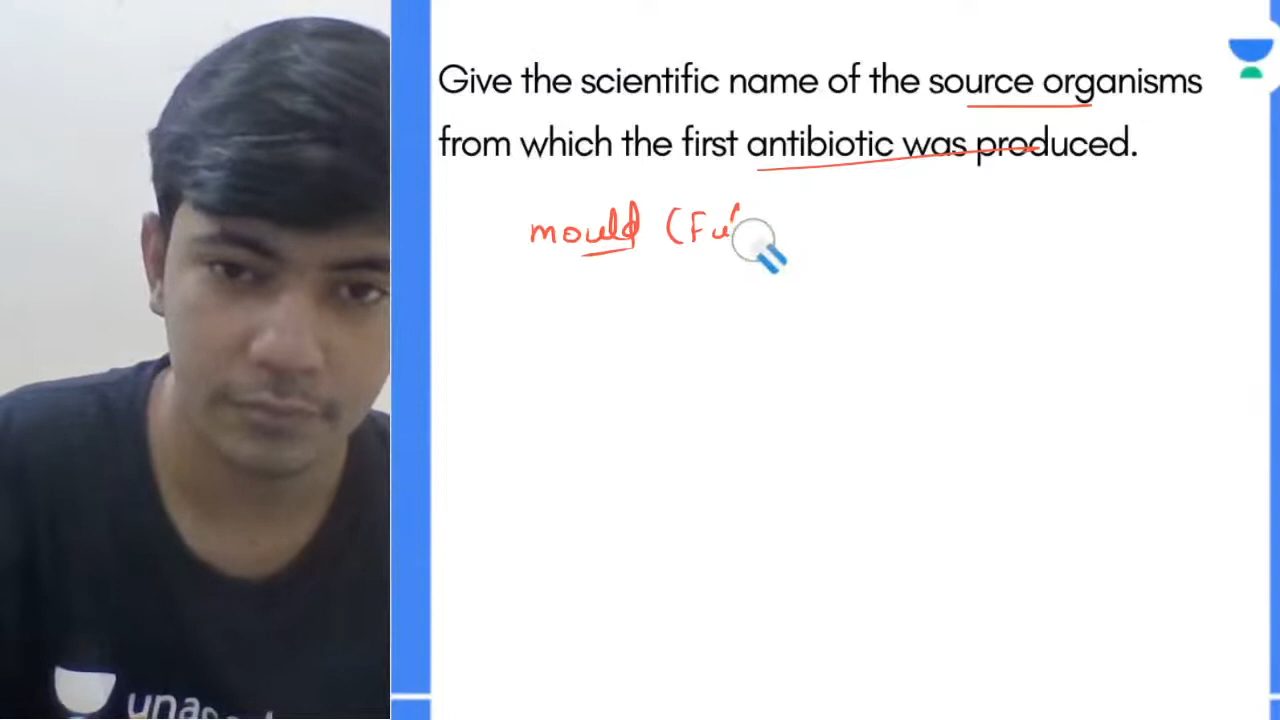 Give the scientific name of the source organisms
from which the first antibiotic was produced.
mould (Fu